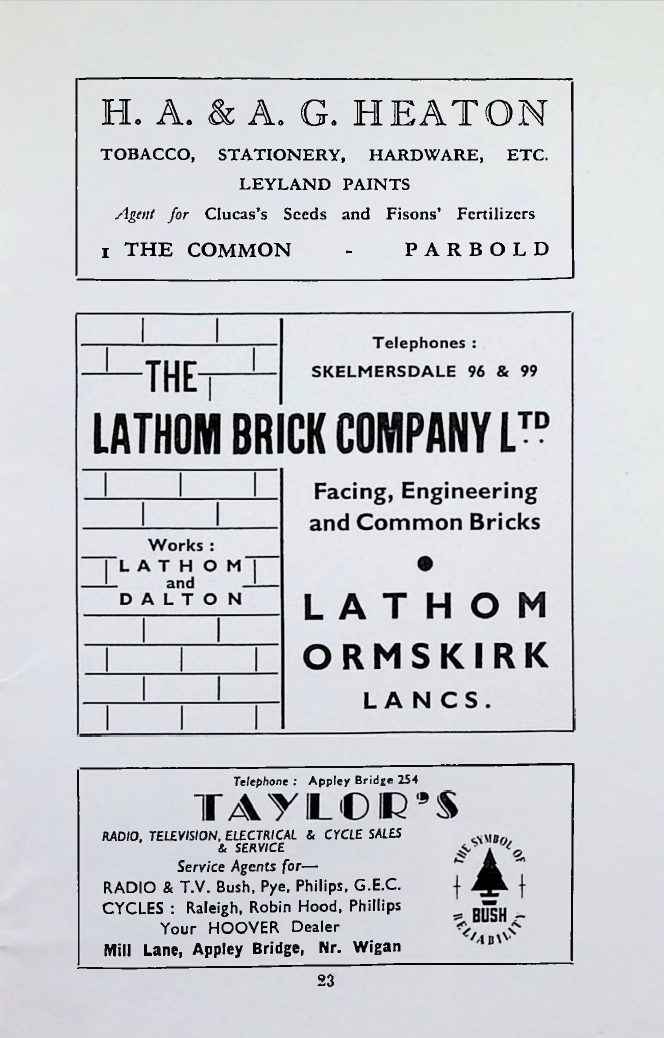 H. A. & A. G. HEATON
TOBACCO, STATIONERY, HARDWARE, ETC.
LEYLAND PAINTS
Agent for Clucas's Seeds and Fisons' Fertilizers
1 THE COMMON - PARBOLD
Telephones :
SKELMERSDALE 96 & 99
THE
LATHOM BRICK COMPANY LTD
Facing, Engineering
and Common Bricks
Works :
LATHOM
and
DALTON
LATHOM
ORMSKIRK
LANCS.
Telephone : Appley Bridge 254
TAYLOR'S
RADIO, TELEVISION, ELECTRICAL & CYCLE SALES
& SERVICE
Service Agents for—
RADIO & T.V. Bush, Pye, Philips, G.E.C.
CYCLES : Raleigh, Robin Hood, Phillips
Your HOOVER Dealer
Mill Lane, Appley Bridge, Nr. Wigan
THE SYMBOL OF
BUSH
RELIABILITY
23